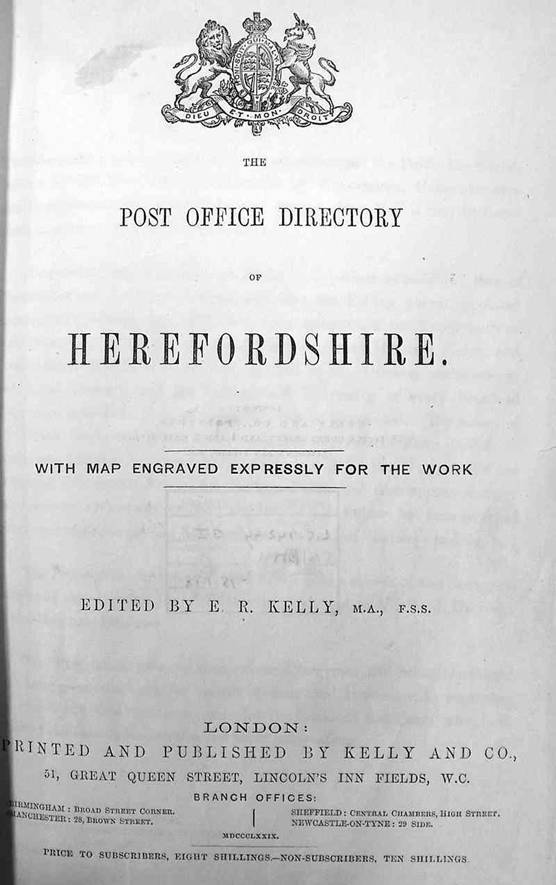 DIEU ET MON DROIT
THE
POST OFFICE DIRECTORY
OF
HEREFORDSHIRE.
WITH MAP ENGRAVED EXPRESSLY FOR THE WORK
EDITED BY E. R. KELLY, M.A., F.S.S.
LONDON:
PRINTED AND PUBLISHED BY KELLY AND CO.,
51, GREAT QUEEN STREET, LINCOLN'S INN FIELDS, W.C.
BRANCH OFFICES:
BIRMINGHAM: BROAD STREET CORNER.
MANCHESTER: 28, BROWN STREET.
SHEFFIELD: CENTRAL CHAMBERS, HIGH STREET.
NEWCASTLE-ON-TYNE: 29 SIDE.
MDCCCLXXIX.
PRICE TO SUBSCRIBERS, EIGHT SHILLINGS.—NON-SUBSCRIBERS, TEN SHILLINGS.